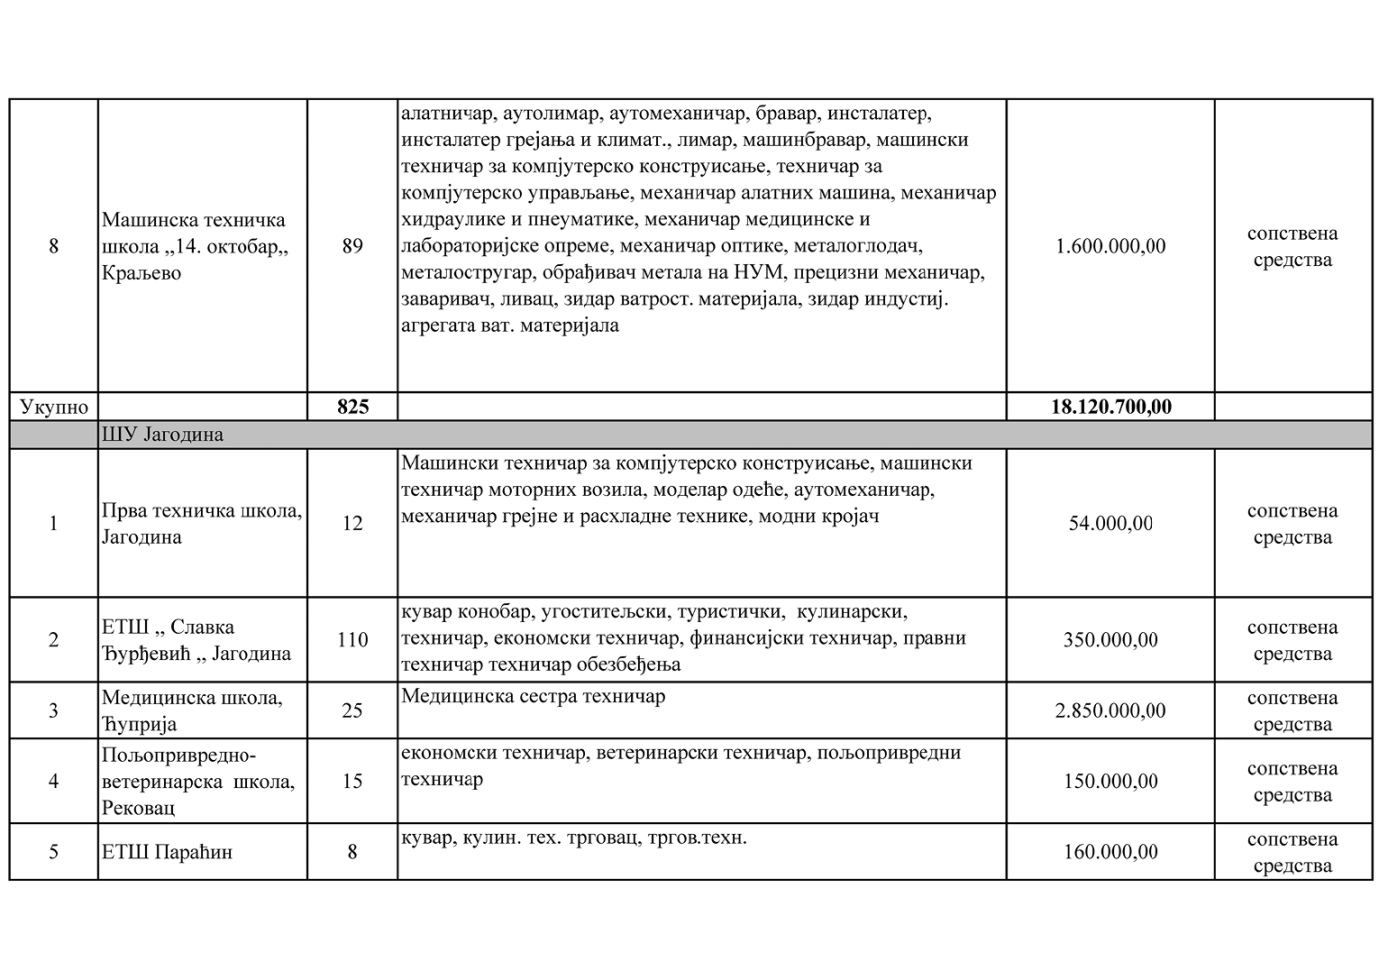 8
Машинска техничка
школа ,,14. октобар,,
Краљево
89
алатничар, аутолимар, аутомеханичар, бравар, инсталатер,
инсталатер грејања и климат., лимар, машинбравар, машински
техничар за компјутерско конструисање, техничар за
компјутерско управљање, механичар алатних машина, механичар
хидраулике и пнеуматике, механичар медицинске и
лабораторијске опреме, механичар оптике, металоглодач,
металостругар, обрађивач метала на НУМ, прецизни механичар,
заваривач, ливац, зидар ватрост. материјала, зидар индустиј.
агрегата ват. материјала
1.600.000,00
сопствена
средства
Укупно
825
18.120.700,00
ШУ Јагодина
1
Прва техничка школа,
Јагодина
12
Машински техничар за компјутерско конструисање, машински
техничар моторних возила, моделар одеће, аутомеханичар,
механичар грејне и расхладне технике, модни кројач
54.000,00
сопствена
средства
2
ЕТШ ,, Славка
Ђурђевић ,, Јагодина
110
кувар конобар, угоститељски, туристички, кулинарски,
техничар, економски техничар, финансијски техничар, правни
техничар техничар обезбеђења
350.000,00
сопствена
средства
3
Медицинска школа,
Ћуприја
25
Медицинска сестра техничар
2.850.000,00
сопствена
средства
4
Пољопривредно-
ветеринарска школа,
Рековац
15
економски техничар, ветеринарски техничар, пољопривредни
техничар
150.000,00
сопствена
средства
5
ЕТШ Параћин
8
кувар, кулин. тех. трговац, тргов.техн.
160.000,00
сопствена
средства